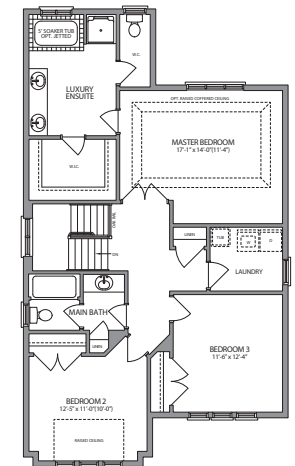 5' SOAKER TUB
OPT. JETTED
W.C.
LUXURY
ENSUITE
OPT. RAISED COFFERED CEILING
MASTER BEDROOM
17'-1" x 14'-0"(11'-4")
W.I.C.
DN
LINEN
TUB
W
D
LAUNDRY
MAIN BATH
LINEN
BEDROOM 3
11'-6" x 12'-4"
BEDROOM 2
12'-5" x 11'-0"(10'-0")
RAISED CEILING